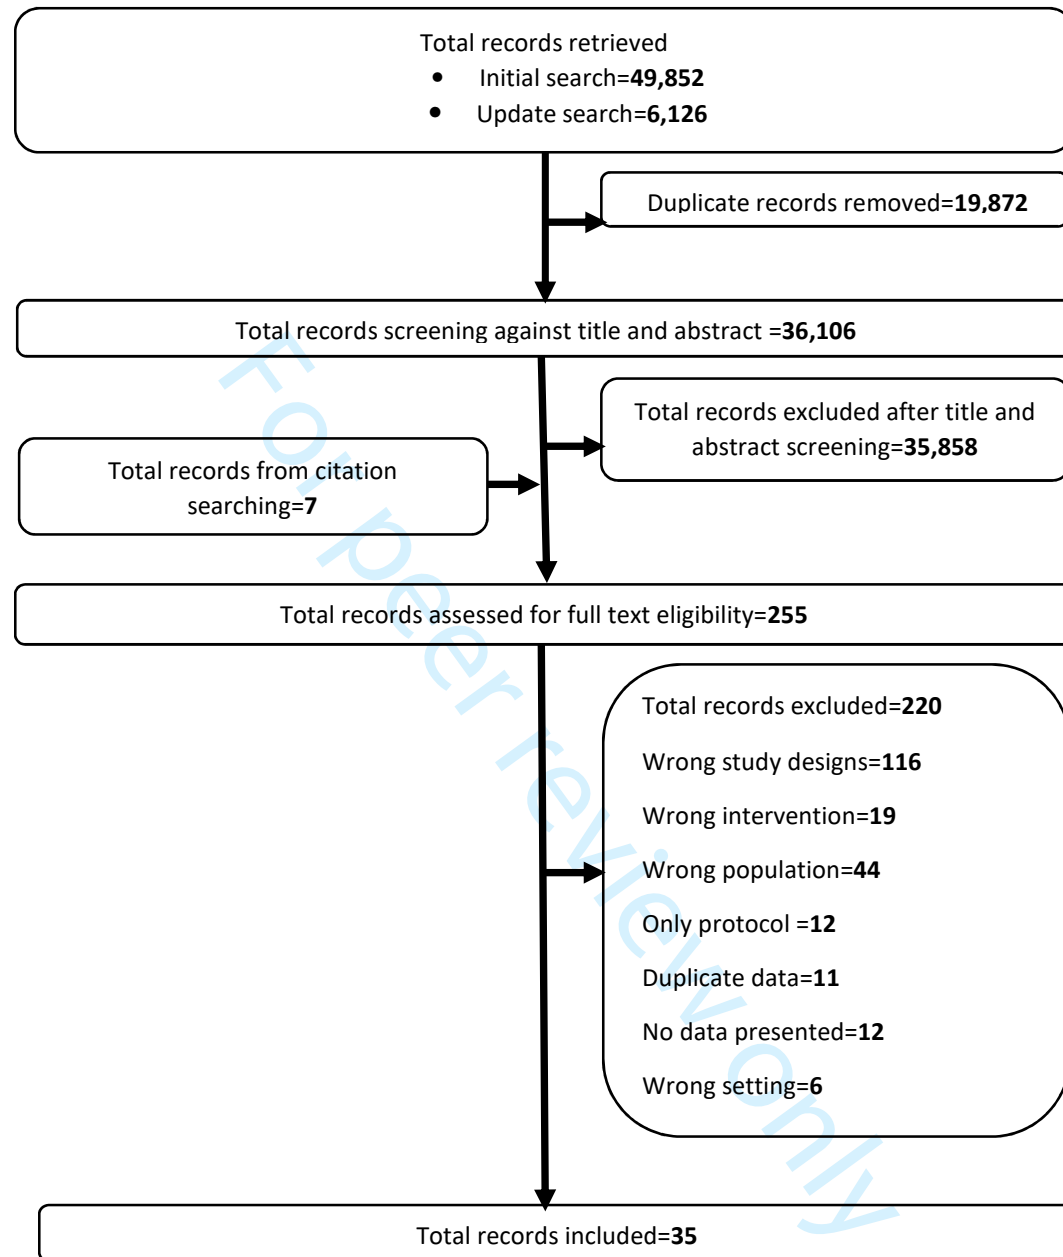 Total records retrieved
• Initial search=49,852
• Update search=6,126
Duplicate records removed=19,872
Total records screening against title and abstract =36,106
Total records excluded after title and
abstract screening=35,858
Total records from citation
searching=7
Total records assessed for full text eligibility=255
Total records excluded=220
Wrong study designs=116
Wrong intervention=19
Wrong population=44
Only protocol =12
Duplicate data=11
No data presented=12
Wrong setting=6
Total records included=35
For peer review only